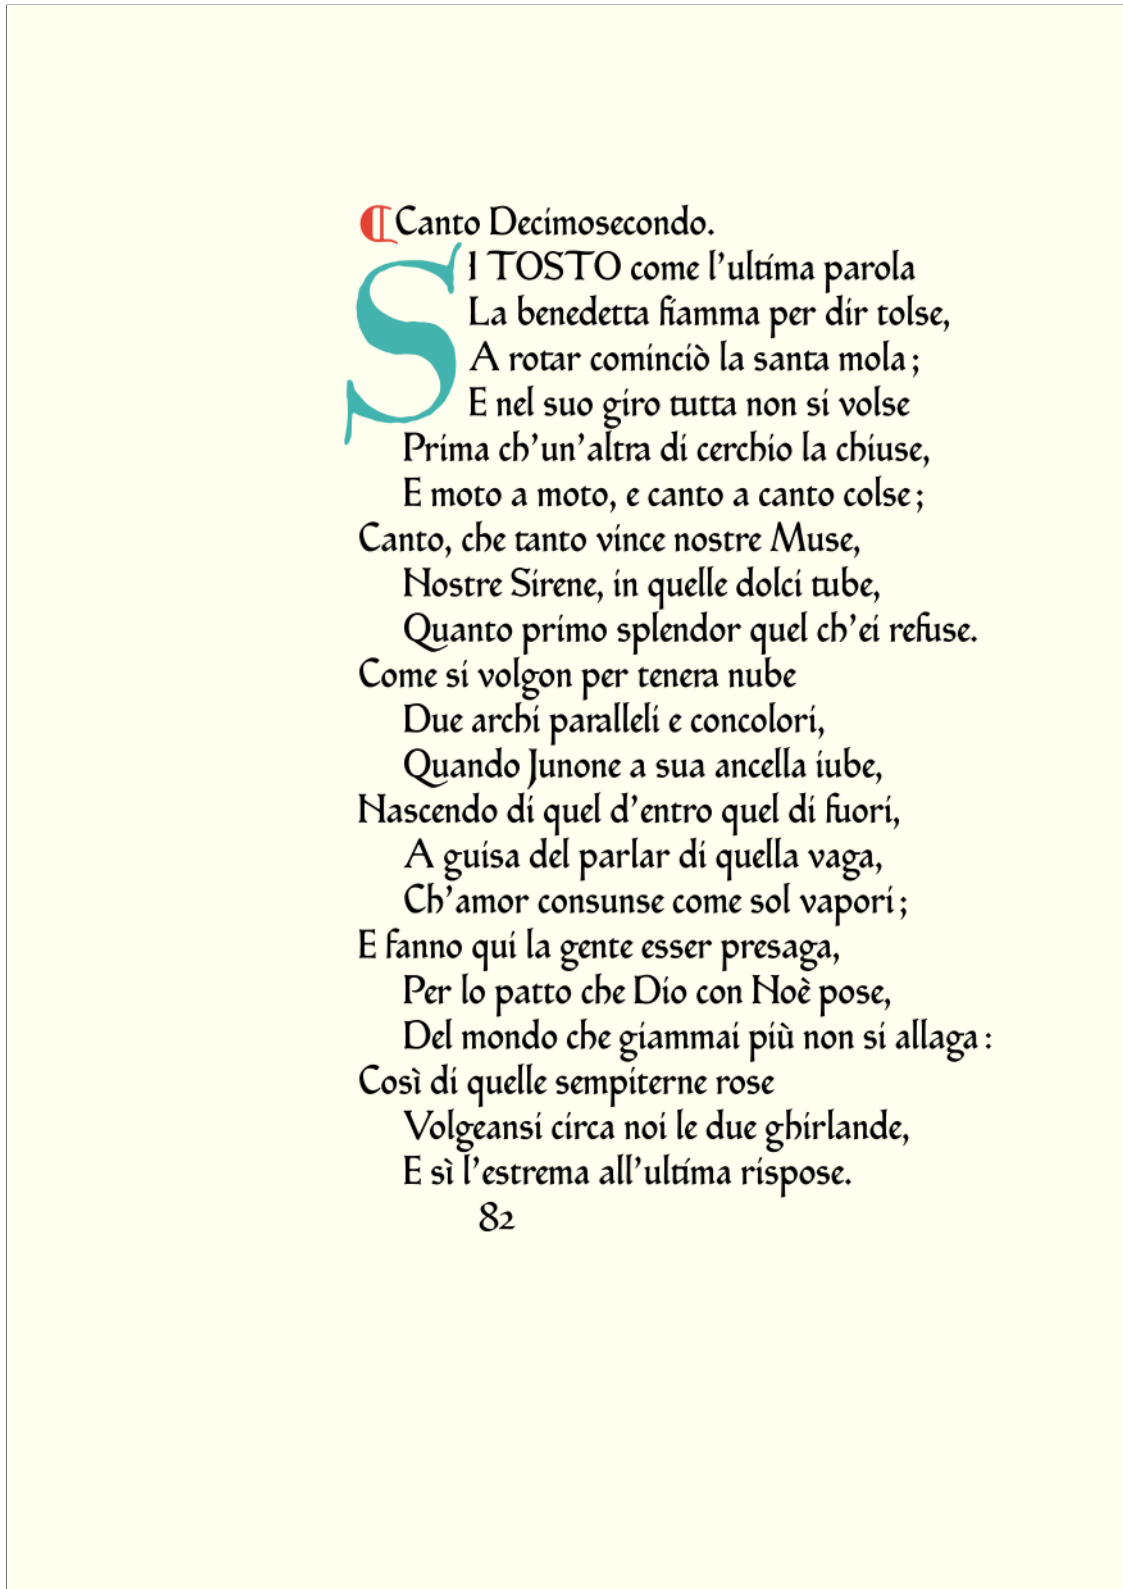 ¶Canto Decimosecondo.
SI TOSTO come l’ultima parola
La benedetta fiamma per dir tolse,
A rotar cominciò la santa mola;
E nel suo giro tutta non si volse
Prima ch’un’altra di cerchio la chiuse,
E moto a moto, e canto a canto colse;
Canto, che tanto vince nostre Muse,
Nostre Sirene, in quelle dolci tube,
Quanto primo splendor quel ch’ei refuse.
Come si volgon per tenera nube
Due archi paralleli e concolori,
Quando Junone a sua ancella iube,
Nascendo di quel d’entro quel di fuori,
A guisa del parlar di quella vaga,
Ch’amor consunse come sol vapori;
E fanno qui la gente esser presaga,
Per lo patto che Dio con Noè pose,
Del mondo che giammai più non si allaga:
Così di quelle sempiterne rose
Volgeansi circa noi le due ghirlande,
E sì l’estrema all’ultima rispose.
82